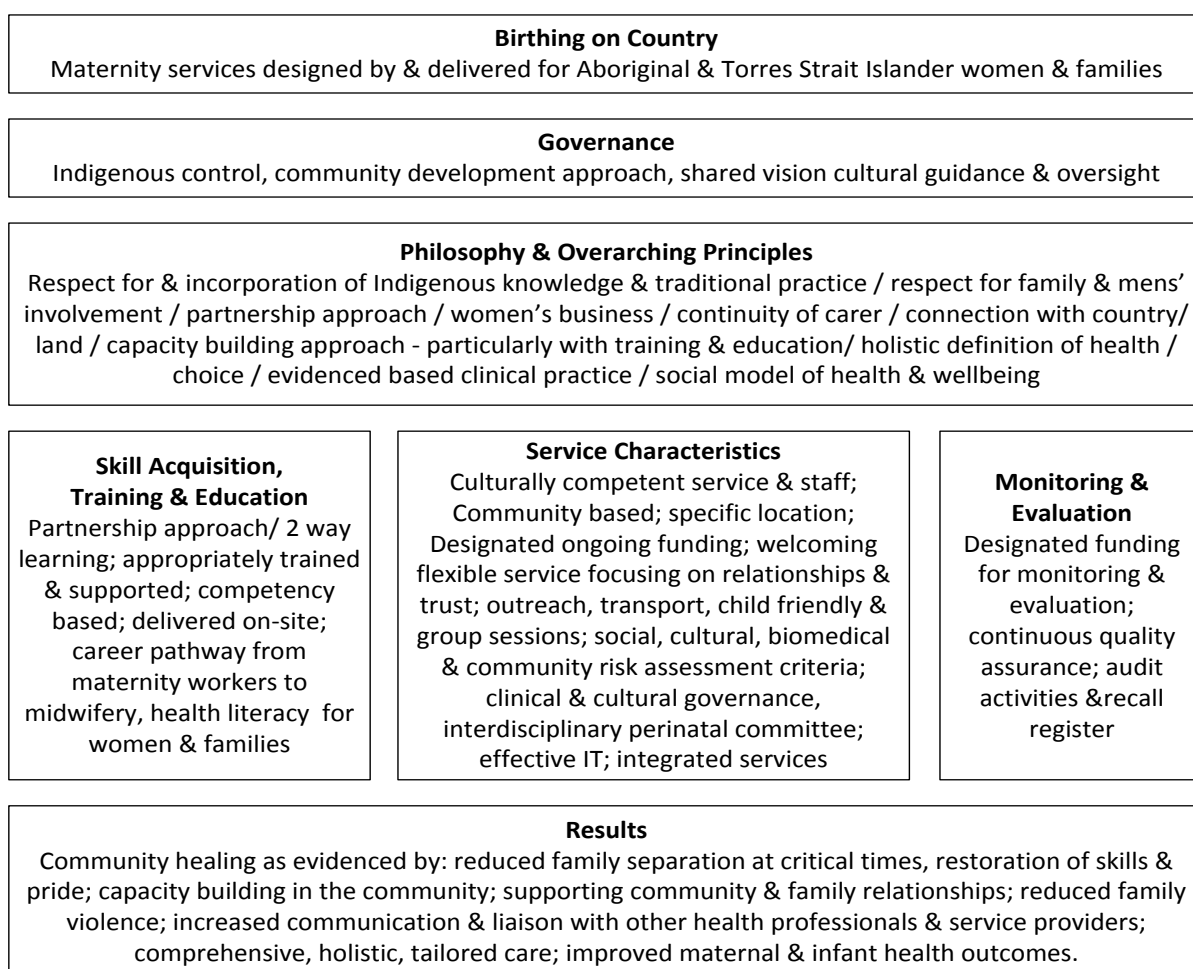 Birthing on Country
Maternity services designed by & delivered for Aboriginal & Torres Strait Islander women & families
Governance
Indigenous control, community development approach, shared vision cultural guidance & oversight
Philosophy & Overarching Principles
Respect for & incorporation of Indigenous knowledge & traditional practice / respect for family & mens’
involvement / partnership approach / women’s business / continuity of carer / connection with country/
land / capacity building approach - particularly with training & education/ holistic definition of health /
choice / evidenced based clinical practice / social model of health & wellbeing
Skill Acquisition,
Training & Education
Partnership approach/ 2 way
learning; appropriately trained
& supported; competency
based; delivered on-site;
career pathway from
maternity workers to
midwifery, health literacy for
women & families
Service Characteristics
Culturally competent service & staff;
Community based; specific location;
Designated ongoing funding; welcoming
flexible service focusing on relationships &
trust; outreach, transport, child friendly &
group sessions; social, cultural, biomedical
& community risk assessment criteria;
clinical & cultural governance,
interdisciplinary perinatal committee;
effective IT; integrated services
Monitoring &
Evaluation
Designated funding
for monitoring &
evaluation;
continuous quality
assurance; audit
activities &recall
register
Results
Community healing as evidenced by: reduced family separation at critical times, restoration of skills &
pride; capacity building in the community; supporting community & family relationships; reduced family
violence; increased communication & liaison with other health professionals & service providers;
comprehensive, holistic, tailored care; improved maternal & infant health outcomes.